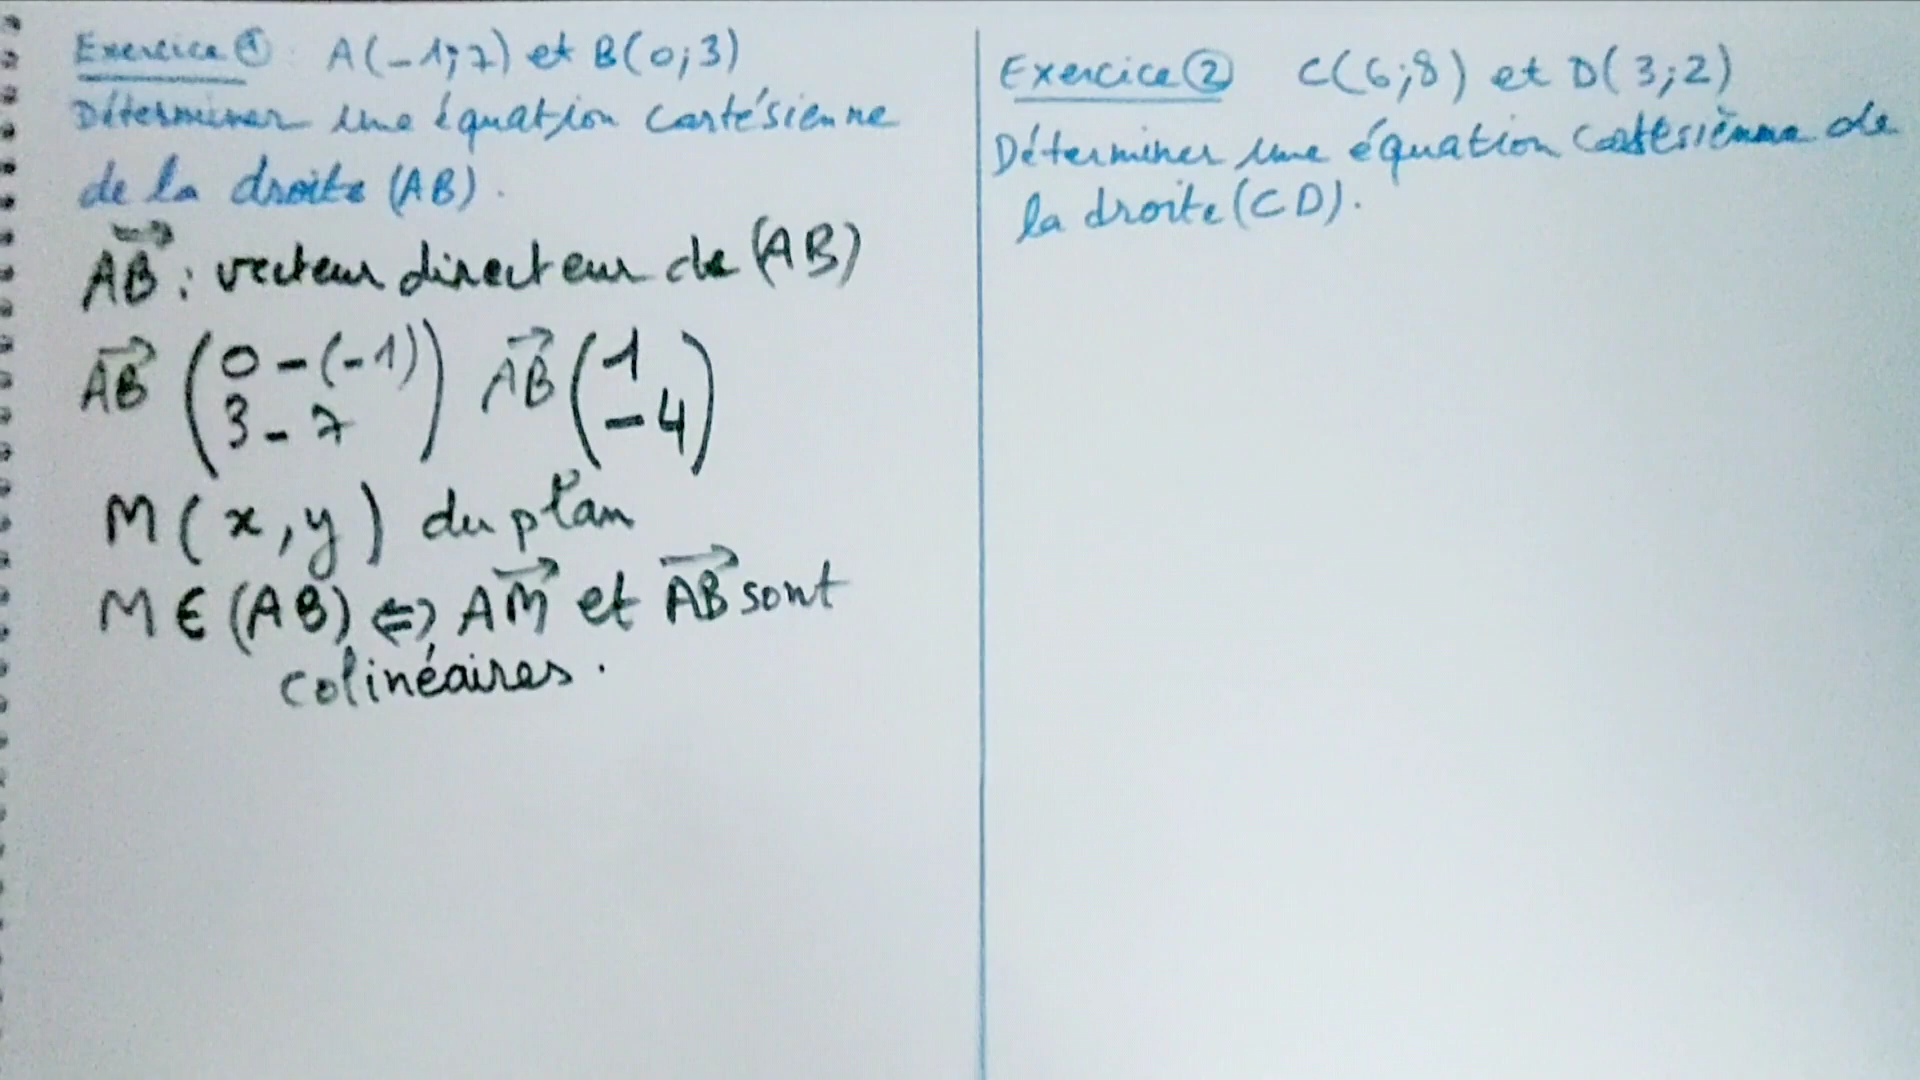 Exercice ① : A(-1;7) et B(0;3)
Déterminer une équation cartésienne
de la droite (AB).
AB→ : vecteur directeur de (AB)
AB→ (0-(-1) 3-7) AB→ (1 -4)
M(x,y) du plan
M ∈ (AB) ⇔ AM→ et AB→ sont
colinéaires.
Exercice ② C(6;8) et D(3;2)
Déterminer une équation cartésienne de
la droite (CD).